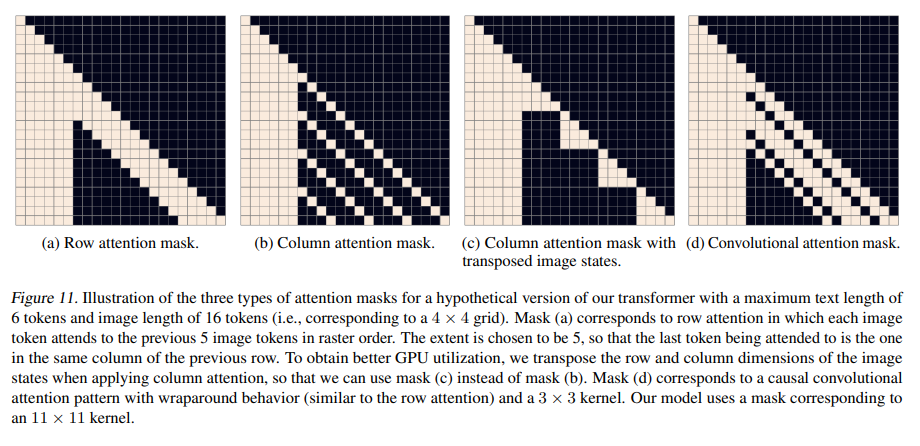 (a) Row attention mask.
(b) Column attention mask.
(c) Column attention mask with
transposed image states.
(d) Convolutional attention mask.
Figure 11. Illustration of the three types of attention masks for a hypothetical version of our transformer with a maximum text length of
6 tokens and image length of 16 tokens (i.e., corresponding to a 4 × 4 grid). Mask (a) corresponds to row attention in which each image
token attends to the previous 5 image tokens in raster order. The extent is chosen to be 5, so that the last token being attended to is the one
in the same column of the previous row. To obtain better GPU utilization, we transpose the row and column dimensions of the image
states when applying column attention, so that we can use mask (c) instead of mask (b). Mask (d) corresponds to a causal convolutional
attention pattern with wraparound behavior (similar to the row attention) and a 3 × 3 kernel. Our model uses a mask corresponding to
an 11 × 11 kernel.